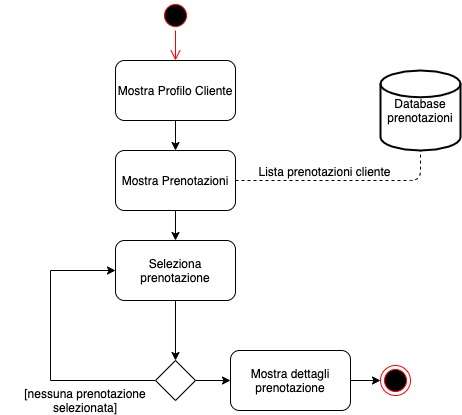 Mostra Profilo Cliente
Database
prenotazioni
Mostra Prenotazioni
Lista prenotazioni cliente
Seleziona
prenotazione
Mostra dettagli
prenotazione
[nessuna prenotazione
selezionata]